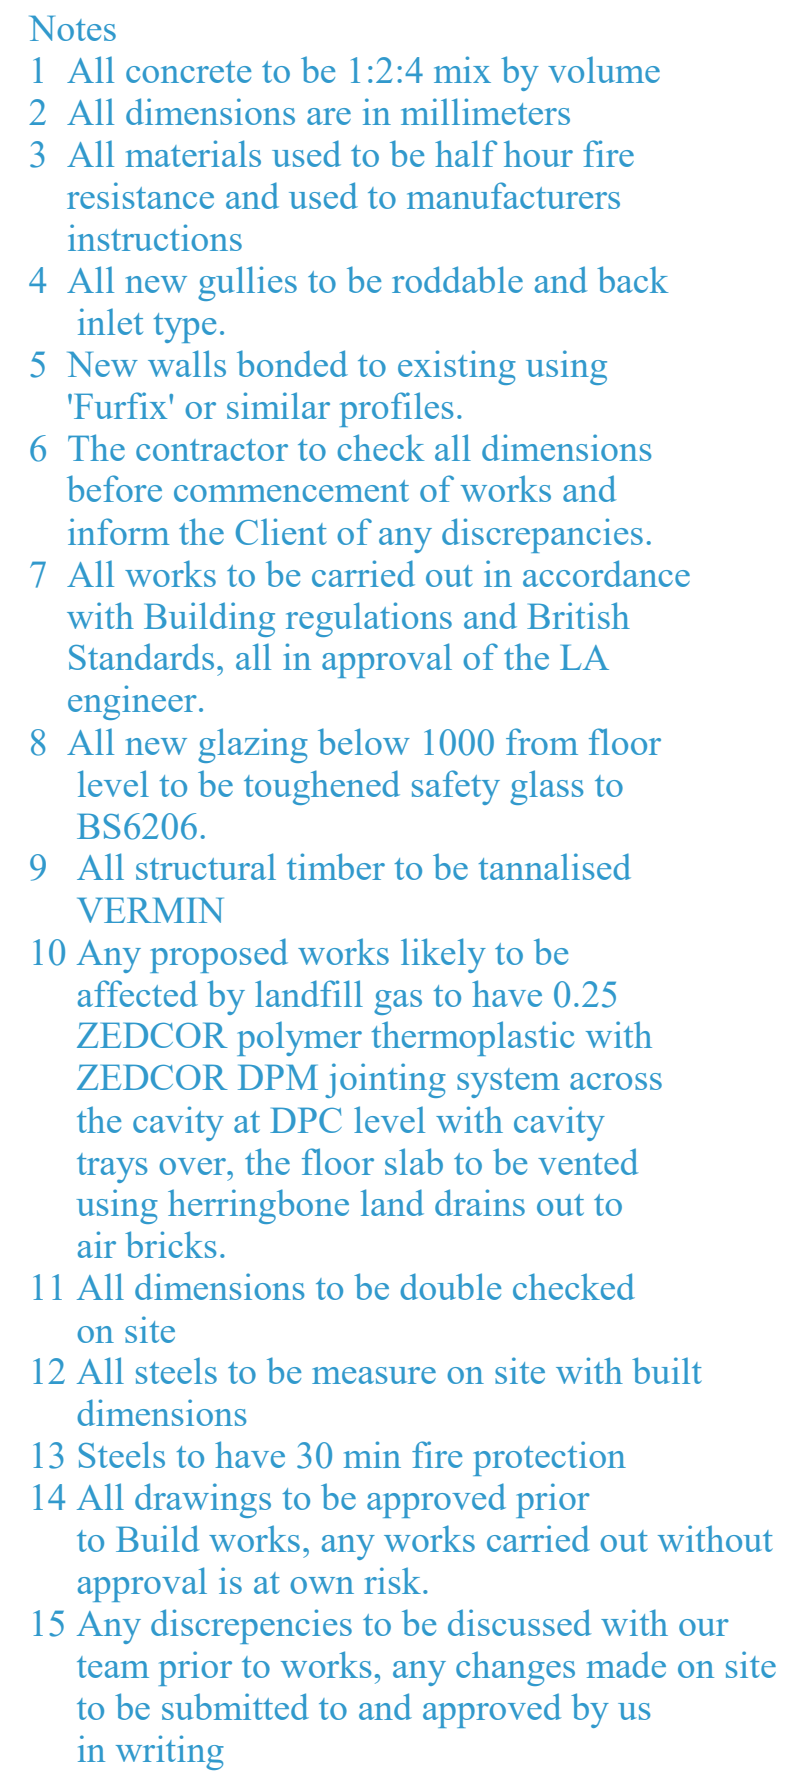 Notes
1 All concrete to be 1:2:4 mix by volume
2 All dimensions are in millimeters
3 All materials used to be half hour fire
resistance and used to manufacturers
instructions
4 All new gullies to be roddable and back
inlet type.
5 New walls bonded to existing using
'Furfix' or similar profiles.
6 The contractor to check all dimensions
before commencement of works and
inform the Client of any discrepancies.
7 All works to be carried out in accordance
with Building regulations and British
Standards, all in approval of the LA
engineer.
8 All new glazing below 1000 from floor
level to be toughened safety glass to
BS6206.
9 All structural timber to be tannalised
VERMIN
10 Any proposed works likely to be
affected by landfill gas to have 0.25
ZEDCOR polymer thermoplastic with
ZEDCOR DPM jointing system across
the cavity at DPC level with cavity
trays over, the floor slab to be vented
using herringbone land drains out to
air bricks.
11 All dimensions to be double checked
on site
12 All steels to be measure on site with built
dimensions
13 Steels to have 30 min fire protection
14 All drawings to be approved prior
to Build works, any works carried out without
approval is at own risk.
15 Any discrepencies to be discussed with our
team prior to works, any changes made on site
to be submitted to and approved by us
in writing